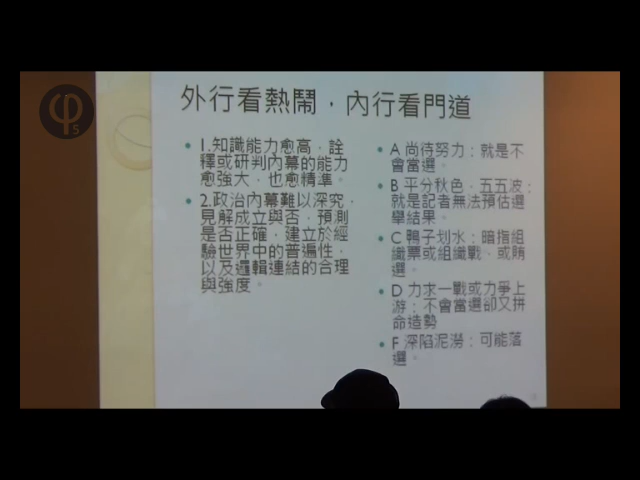 φ5
外行看熱鬧，內行看門道
• 1.知識能力愈高，詮
釋或研判內幕的能力
愈強大，也愈精準。
• 2.政治內幕難以深究，
見解成立與否，預測
是否正確，建立於經
驗世界中的普遍性，
以及邏輯連結的合理
與強度。
• A 尚待努力：就是不
會當選。
• B 平分秋色，五五波：
就是記者無法預估選
舉結果。
• C 鴨子划水：暗指組
織票或組織戰、或賄
選。
• D 力求一戰或力爭上
游：不會當選卻又拼
命造勢
• F 深陷泥澇：可能落
選。